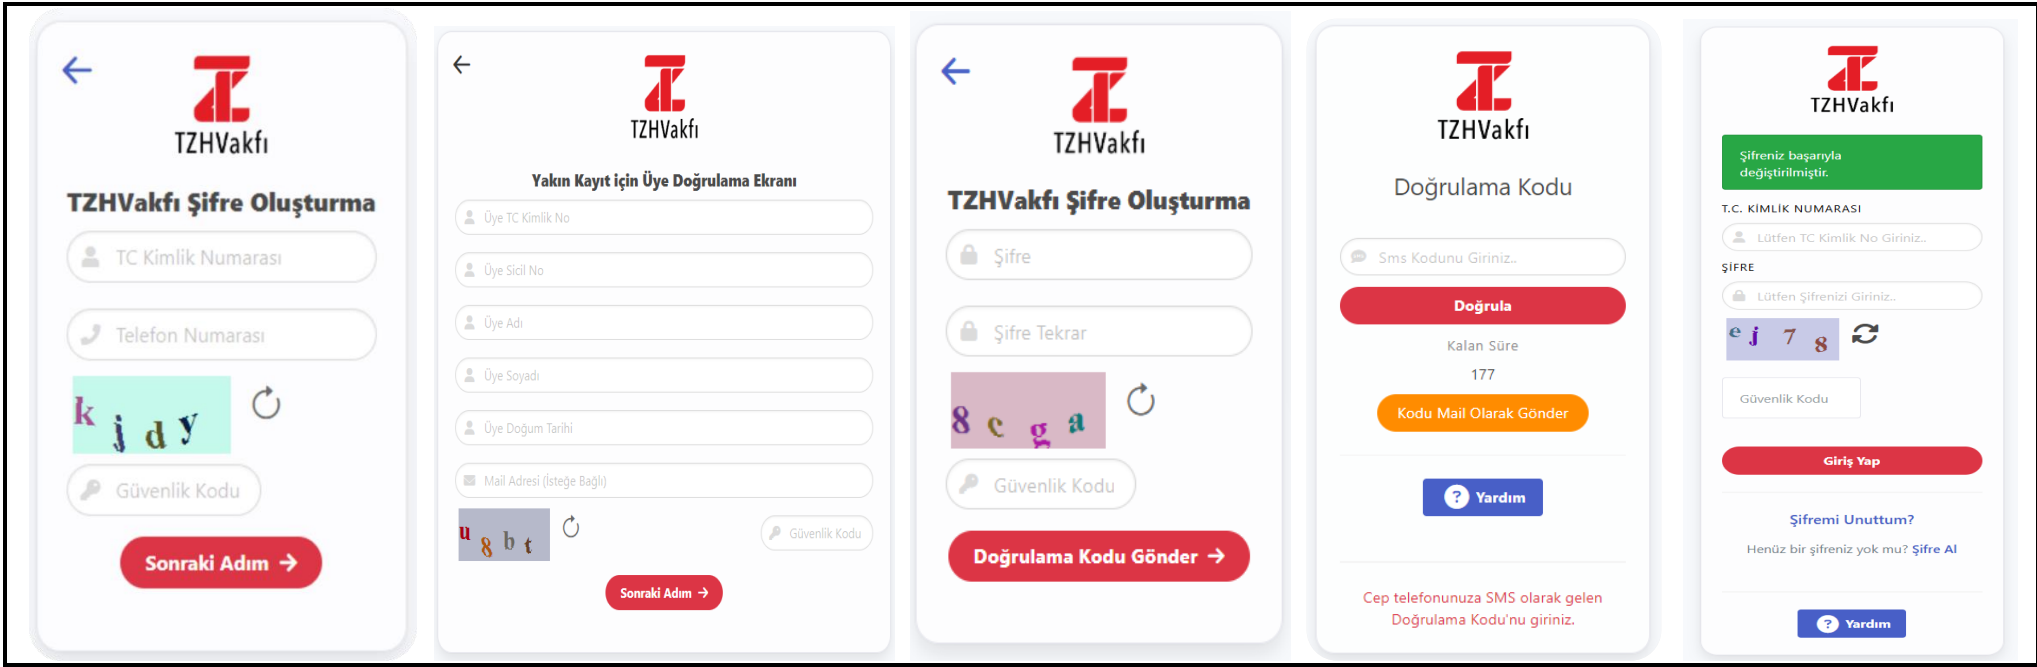 TZHVakfı
TZHVakfı Şifre Oluşturma
TC Kimlik Numarası
Telefon Numarası
k j d y
Güvenlik Kodu
Sonraki Adım →
TZHVakfı
Yakın Kayıt için Üye Doğrulama Ekranı
Üye TC Kimlik No
Üye Sicil No
Üye Adı
Üye Soyadı
Üye Doğum Tarihi
Mail Adresi (İsteğe Bağlı)
u 8 b t
Güvenlik Kodu
Sonraki Adım →
TZHVakfı
TZHVakfı Şifre Oluşturma
Şifre
Şifre Tekrar
8 c g a
Güvenlik Kodu
Doğrulama Kodu Gönder →
TZHVakfı
Doğrulama Kodu
Sms Kodunu Giriniz..
Doğrula
Kalan Süre
177
Kodu Mail Olarak Gönder
? Yardım
Cep telefonunuza SMS olarak gelen
Doğrulama Kodu'nu giriniz.
TZHVakfı
Şifreniz başarıyla
değiştirilmiştir.
T.C. KİMLİK NUMARASI
Lütfen TC Kimlik No Giriniz..
ŞİFRE
Lütfen Şifrenizi Giriniz..
e j 7 8
Güvenlik Kodu
Giriş Yap
Şifremi Unuttum?
Henüz bir şifreniz yok mu? Şifre Al
? Yardım